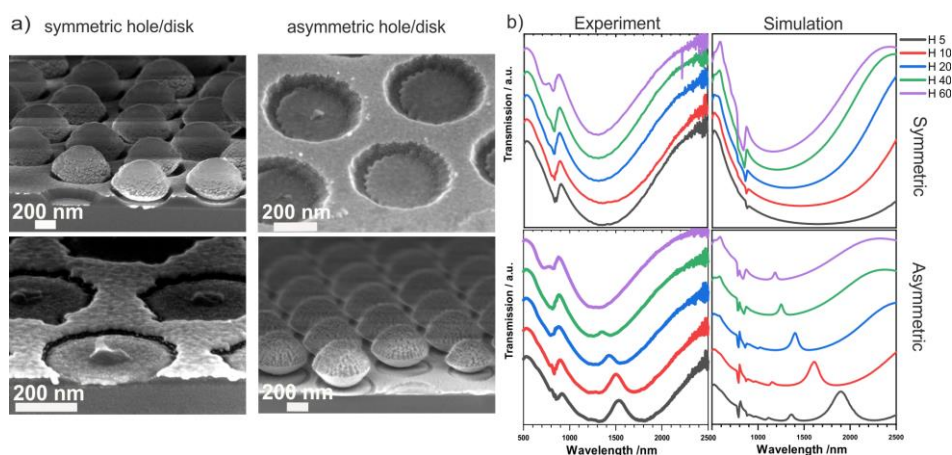 a)
symmetric hole/disk
asymmetric hole/disk
200 nm
200 nm
200 nm
200 nm
b)
Experiment
Simulation
H 5
H 10
H 20
H 40
H 60
Transmission / a.u.
Transmission / a.u.
Symmetric
Transmission / a.u.
Transmission / a.u.
Asymmetric
500 1000 1500 2000 2500
1000 1500 2000 2500
Wavelength /nm
Wavelength /nm